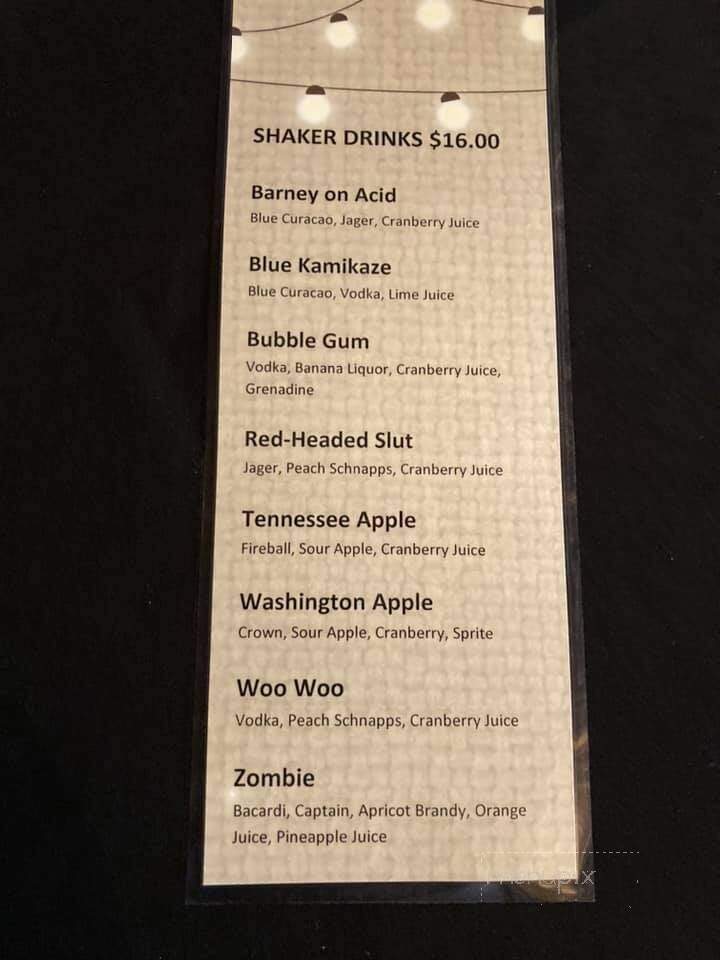 SHAKER DRINKS $16.00
Barney on Acid
Blue Curacao, Jager, Cranberry Juice
Blue Kamikaze
Blue Curacao, Vodka, Lime Juice
Bubble Gum
Vodka, Banana Liquor, Cranberry Juice,
Grenadine
Red-Headed Slut
Jager, Peach Schnapps, Cranberry Juice
Tennessee Apple
Fireball, Sour Apple, Cranberry Juice
Washington Apple
Crown, Sour Apple, Cranberry, Sprite
Woo Woo
Vodka, Peach Schnapps, Cranberry Juice
Zombie
Bacardi, Captain, Apricot Brandy, Orange
Juice, Pineapple Juice